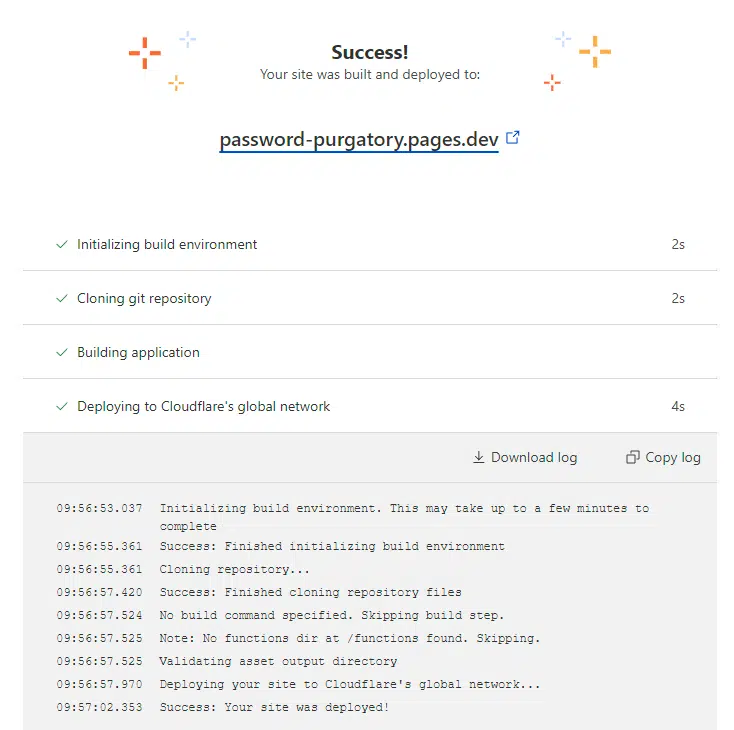 Success!
Your site was built and deployed to:
password-purgatory.pages.dev
Initializing build environment 2s
Cloning git repository 2s
Building application
Deploying to Cloudflare's global network 4s
Download log Copy log
09:56:53.037 Initializing build environment. This may take up to a few minutes to
complete
09:56:55.361 Success: Finished initializing build environment
09:56:55.361 Cloning repository...
09:56:57.420 Success: Finished cloning repository files
09:56:57.524 No build command specified. Skipping build step.
09:56:57.525 Note: No functions dir at /functions found. Skipping.
09:56:57.525 Validating asset output directory
09:56:57.970 Deploying your site to Cloudflare's global network...
09:57:02.353 Success: Your site was deployed!